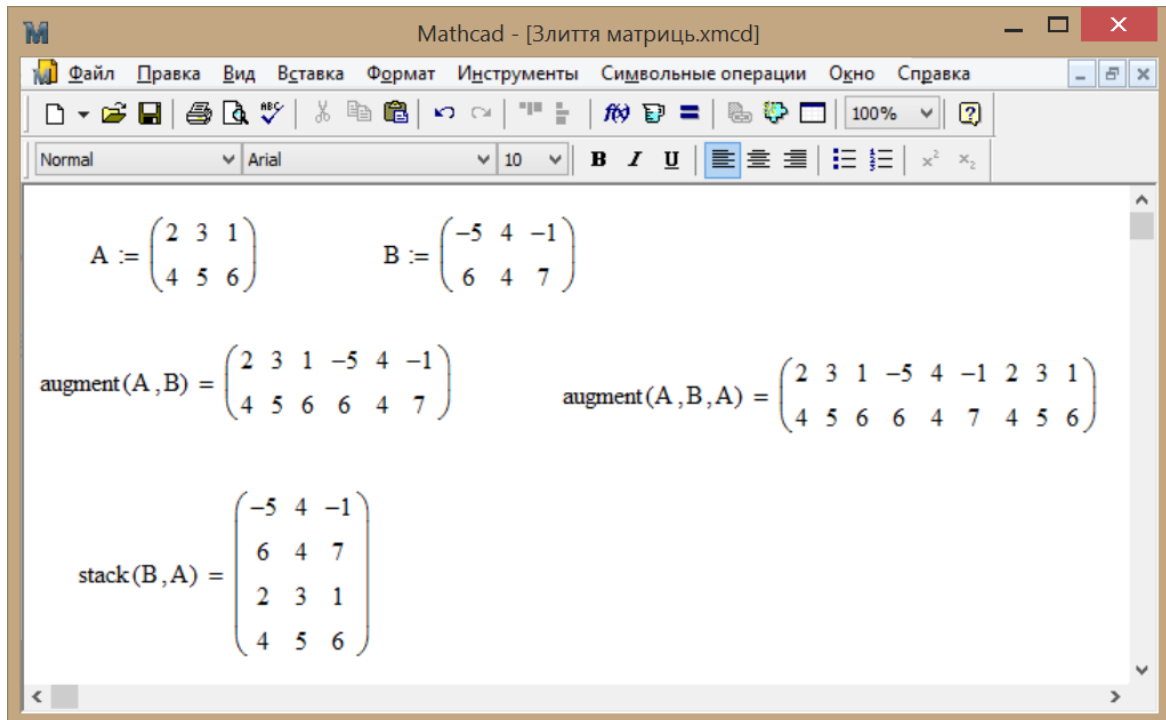 Mathcad - [Злиття матриць.xmcd]
Файл Правка Вид Вставка Формат Инструменты Символьные операции Окно Справка
ABC f(x) 100% ?
Normal Arial 10 B I U x² x₂
A := (2 3 1
4 5 6)
B := (−5 4 −1
6 4 7)
augment(A,B) = (2 3 1 −5 4 −1
4 5 6 6 4 7)
augment(A,B,A) = (2 3 1 −5 4 −1 2 3 1
4 5 6 6 4 7 4 5 6)
stack(B,A) = (−5 4 −1
6 4 7
2 3 1
4 5 6)